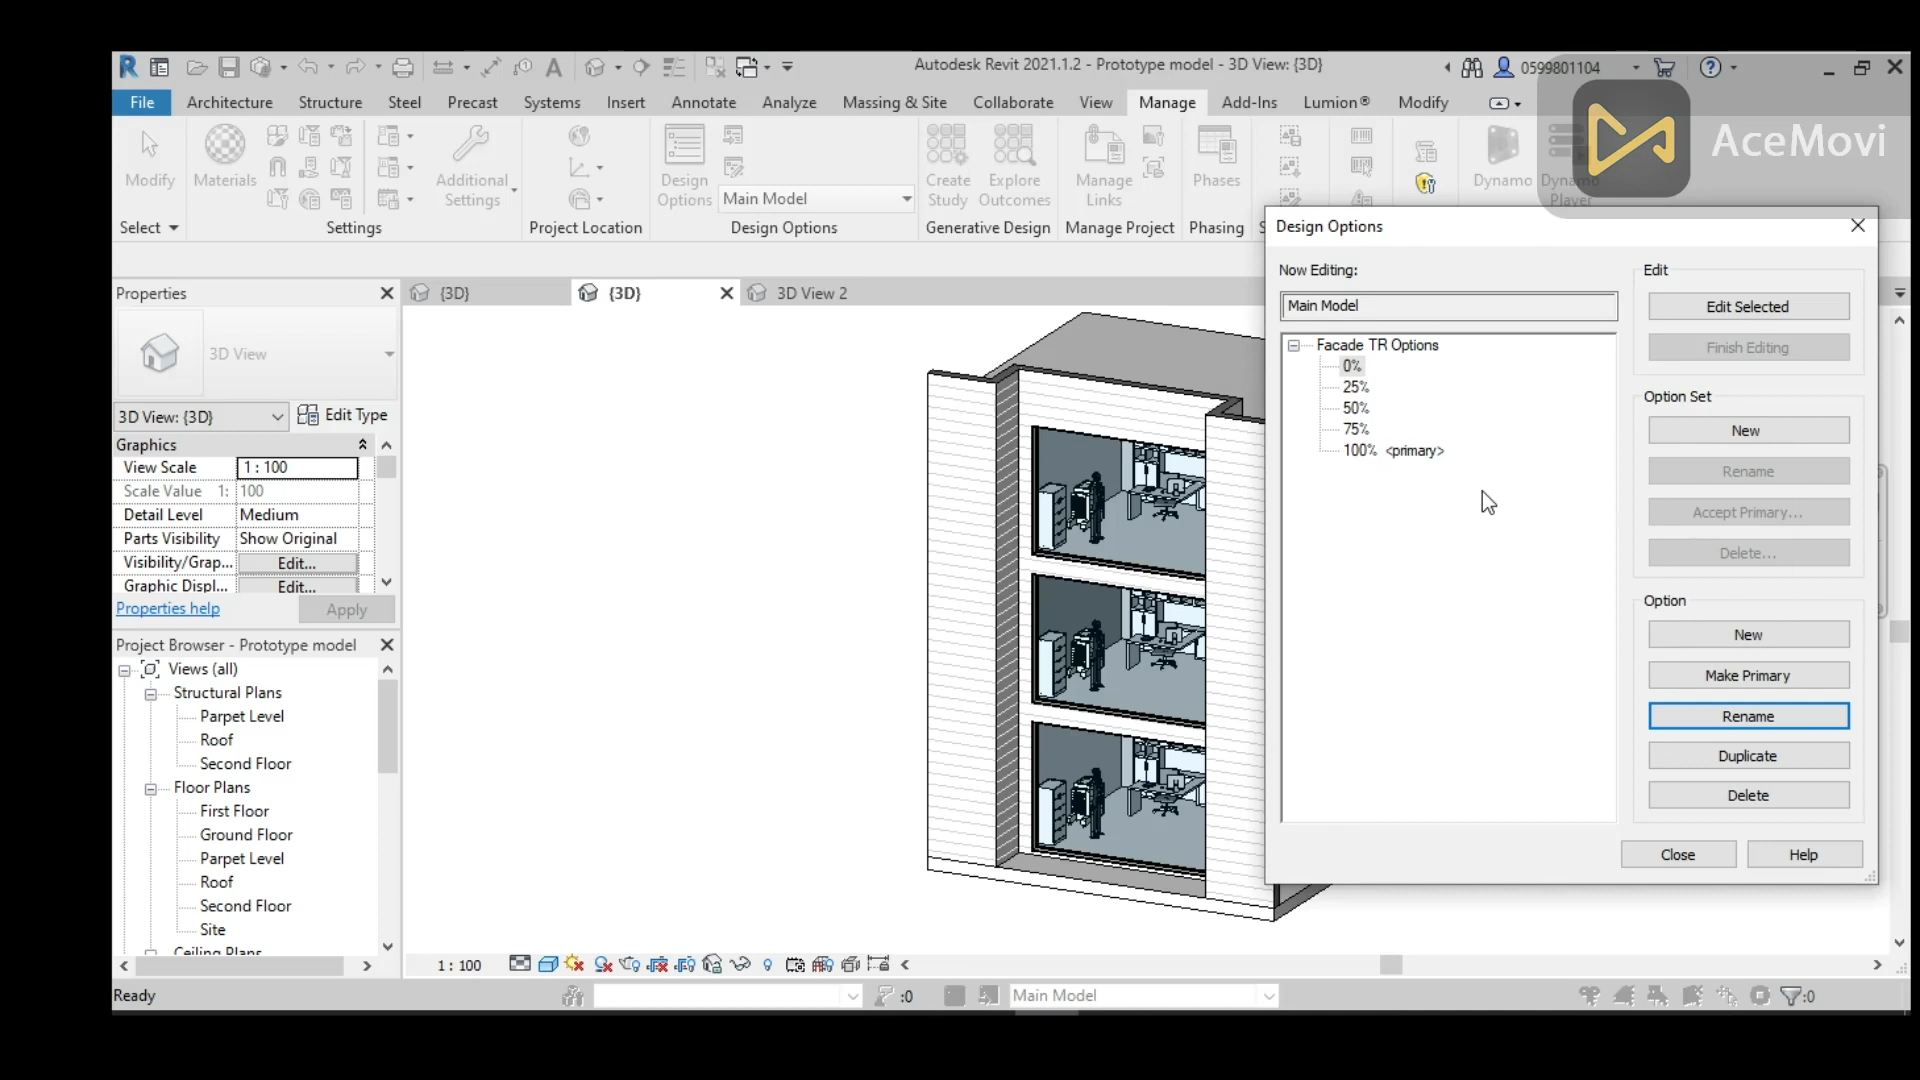 Autodesk Revit 2021.1.2 - Prototype model - 3D View: {3D}
0599801104
File Architecture Structure Steel Precast Systems Insert Annotate Analyze Massing & Site Collaborate View Manage Add-Ins Lumion® Modify
AceMovi
Modify
Materials
Additional Settings
Design Options
Main Model
Create Study
Explore Outcomes
Manage Links
Phases
Dynamo
Dynamo Player
Select
Settings
Project Location
Design Options
Generative Design
Manage Project
Phasing
Properties
{3D}
{3D}
3D View 2
3D View
3D View: {3D}
Edit Type
Graphics
View Scale 1 : 100
Scale Value 1: 100
Detail Level Medium
Parts Visibility Show Original
Visibility/Grap... Edit...
Graphic Displ... Edit...
Properties help
Apply
Project Browser - Prototype model
Views (all)
Structural Plans
Parpet Level
Roof
Second Floor
Floor Plans
First Floor
Ground Floor
Parpet Level
Roof
Second Floor
Site
Ceiling Plans
Design Options
Now Editing:
Main Model
Facade TR Options
0%
25%
50%
75%
100% <primary>
Edit
Edit Selected
Finish Editing
Option Set
New
Rename
Accept Primary...
Delete...
Option
New
Make Primary
Rename
Duplicate
Delete
Close
Help
1 : 100
Ready
:0
Main Model
:0